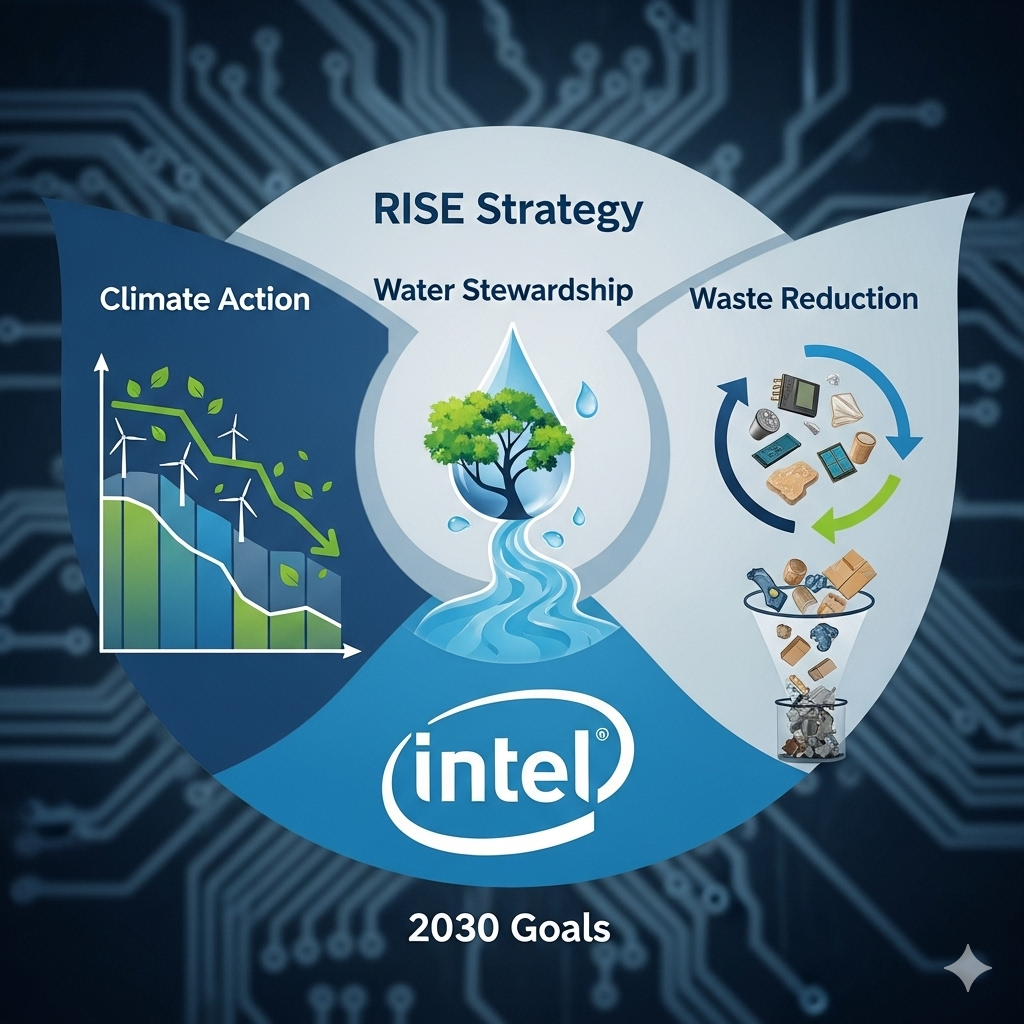 RISE Strategy
Climate Action
Water Stewardship
Waste Reduction
intel
2030 Goals